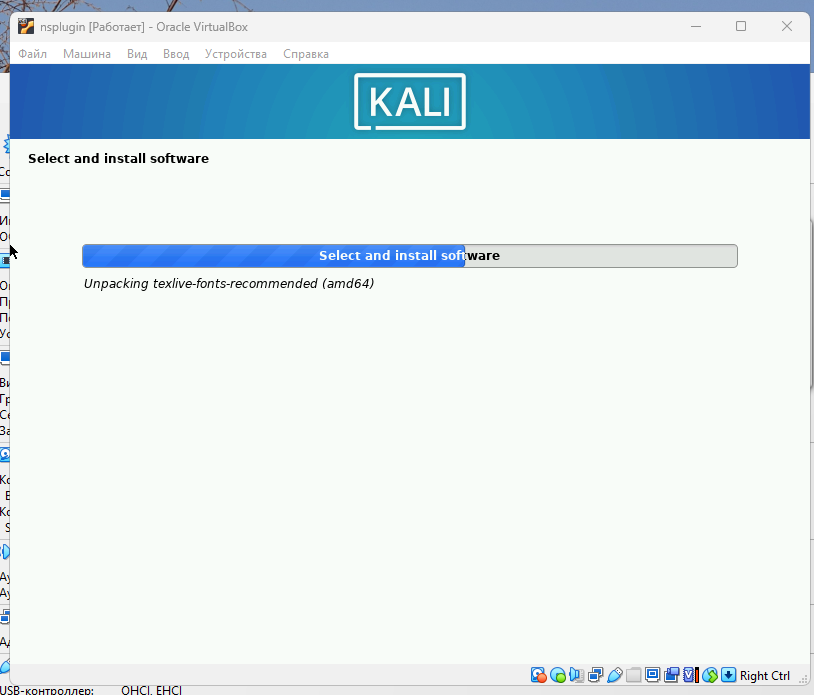 nsplugin [Работает] - Oracle VirtualBox
Файл Машина Вид Ввод Устройства Справка
KALI
Select and install software
Select and install software
Unpacking texlive-fonts-recommended (amd64)
Right Ctrl
USB-контроллер: OHCI, EHCI